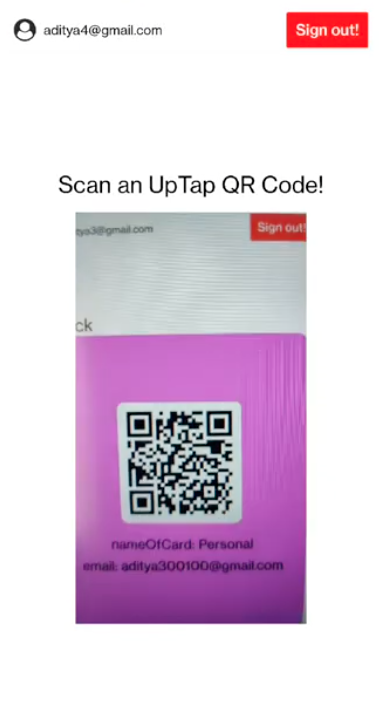 aditya4@gmail.com
Sign out!
Scan an UpTap QR Code!
tya3@gmail.com
Sign out!
ck
nameOfCard: Personal
email: aditya300100@gmail.com